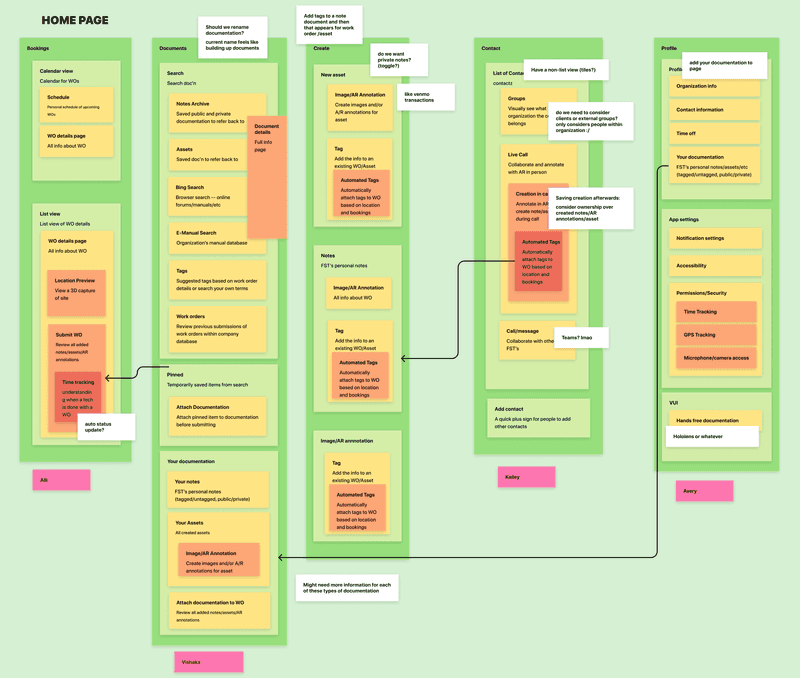 HOME PAGE
Bookings
Calendar view
Calendar for WOs
Schedule
Personal schedule of upcoming
WOs
WO details page
All info about WO
List view
List view of WO details
WO details page
All info about WO
Location Preview
View a 3D capture
of site
Submit WO
Review all added
notes/assets/AR
annotations
Time tracking
understandin
g when a tech
is done with a
WO
auto status
update?
Aik
Should we rename
documentation?
current name feels like
building up documents
Documents
Search
Search doc'n
Notes Archive
Saved public and private
documentation to refer back to
Assets
Saved doc'n to refer back to
Bing Search
Browser search -- online
forums/manuals/etc
E-Manual Search
Organization's manual database
Tags
Suggested tags based on work order
details or search your own terms
Work orders
Review previous submissions of
work orders within company
database
Document
details
Full info
page
Pinned
Temporarily saved items from search
Attach Documentation
Attach pinned item to documentation
before submitting
Your documentation
Your notes
FST's personal notes
(tagged/untagged, public/private)
Your Assets
All created assets
Image/AR Annotation
Create images and/or A/R
annotations for asset
Attach documentation to WO
Review all added notes/assets/AR
annotations
Vishaka
Add tags to a note
document and then
that appears for work
order /asset
Create
do we want
private notes?
(toggle?)
New asset
like venmo
transactions
Image/AR Annotation
Create images and/or
A/R annotations for
asset
Tag
Add the info to an
existing WO/Asset
Automated Tags
Automatically
attach tags to WO
based on location
and bookings
Notes
FST's personal notes
Image/AR Annotation
All info about WO
Tag
Add the info to an
existing WO/Asset
Automated Tags
Automatically
attach tags to WO
based on location
and bookings
Image/AR annnotation
Tag
Add the info to an
existing WO/Asset
Automated Tags
Automatically
attach tags to WO
based on location
and bookings
Might need more information for each
of these types of documentation
Contact
List of Contac
contactz
Have a non-list view (tiles?)
Groups
Visually see what
organization the c
belongs
do we need to consider
clients or external groups?
only considers people within
organization :/
Live Call
Collaborate and annotate
with AR in person
Creation in ca
Annotate in A
create note/as
during call
Saving creation afterwards:
consider ownership over
created notes/AR
annotations/asset
Automated Tags
Automatically
attach tags to
WO based on
location and
bookings
Call/message
Collaborate with othe
FST's
Teams? lmao
Add contact
A quick plus sign for people to add
other contacts
Kelley
Profile
Profil
add your documentation to
page
Organization info
Contact information
Time off
Your documentation
FST's personal notes/assets/etc
(tagged/untagged, public/private)
App settings
Notification settings
Accessibility
Permissions/Security
Time Tracking
GPS Tracking
Microphone/camera access
VUI
Hands free documentation
Hololens or whatever
Avery